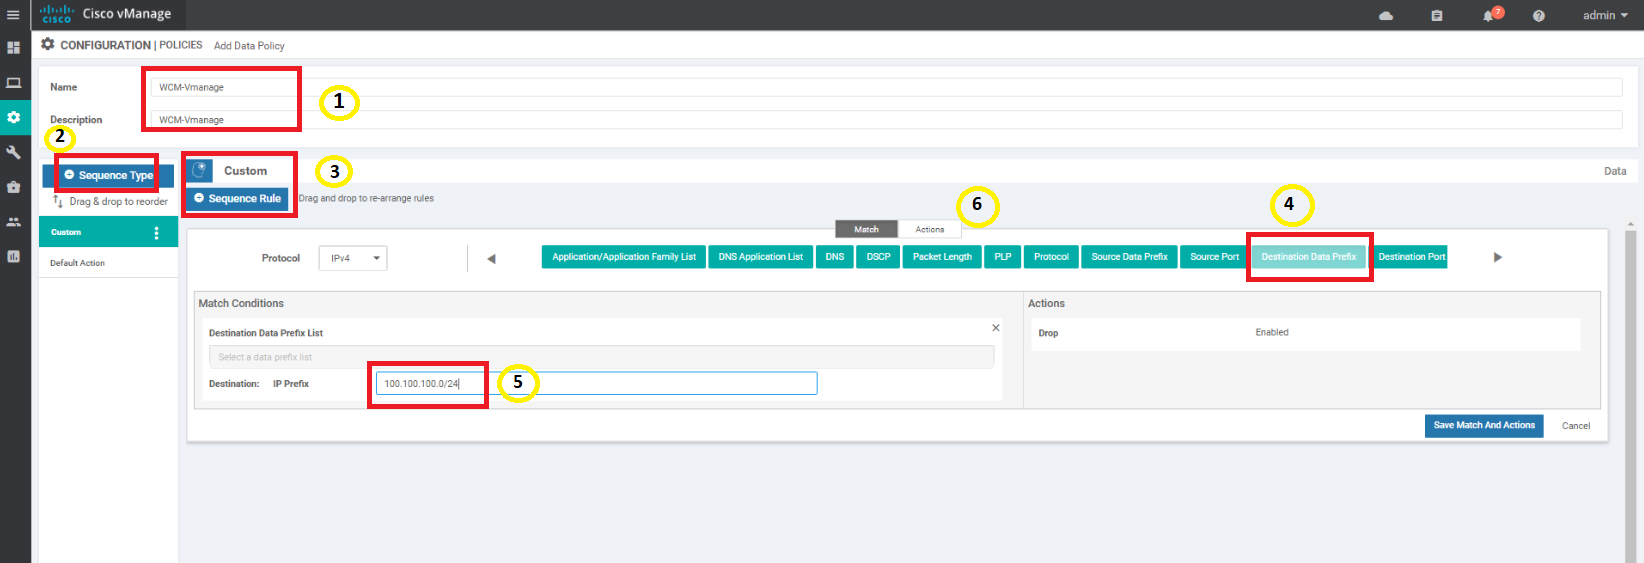 CISCO Cisco vManage 7 admin
CONFIGURATION | POLICIES Add Data Policy
Name WCM-Vmanage 1
Description WCM-Vmanage
2
Sequence Type Custom 3 Data
Drag & drop to reorder Sequence Rule Drag and drop to re-arrange rules 6 4
Custom Match Actions
Default Action Protocol IPv4 Application/Application Family List DNS Application List DNS DSCP Packet Length PLP Protocol Source Data Prefix Source Port Destination Data Prefix Destination Port
Match Conditions Actions
Destination Data Prefix List Drop Enabled
Select a data prefix list
Destination: IP Prefix 100.100.100.0/24 5
Save Match And Actions Cancel